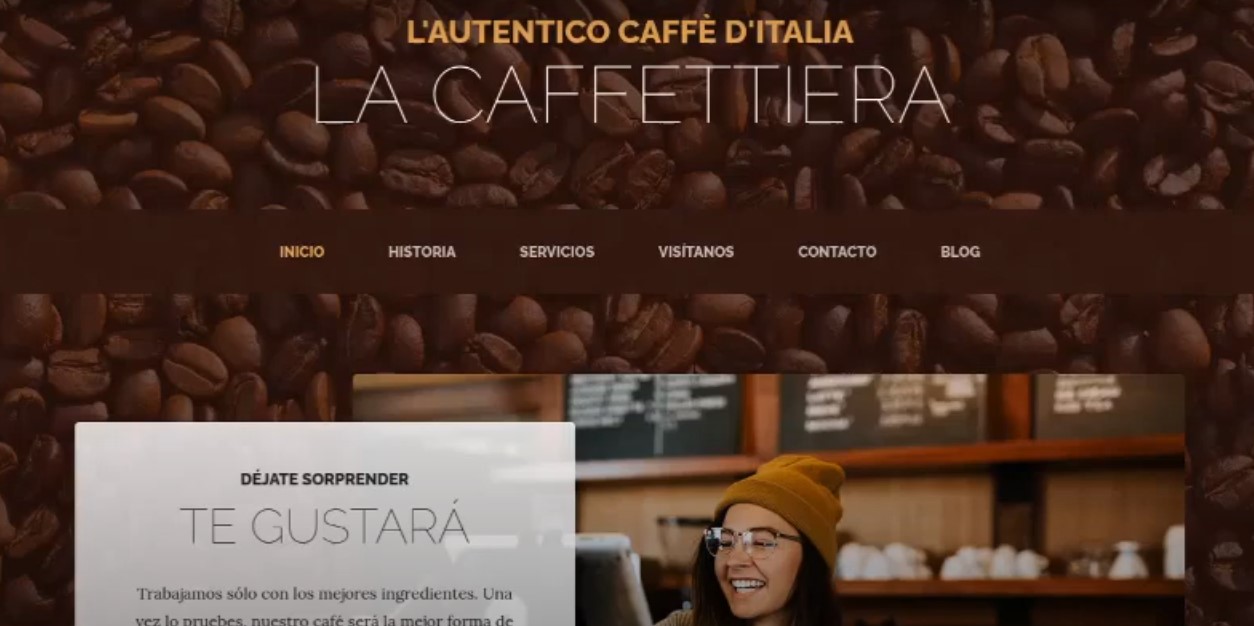 L'AUTENTICO CAFFÈ D'ITALIA
LA CAFFETTIERA
INICIO HISTORIA SERVICIOS VISÍTANOS CONTACTO BLOG
DÉJATE SORPRENDER
TE GUSTARÁ
Trabajamos sólo con los mejores ingredientes. Una
vez lo pruebes, nuestro café será la mejor forma de